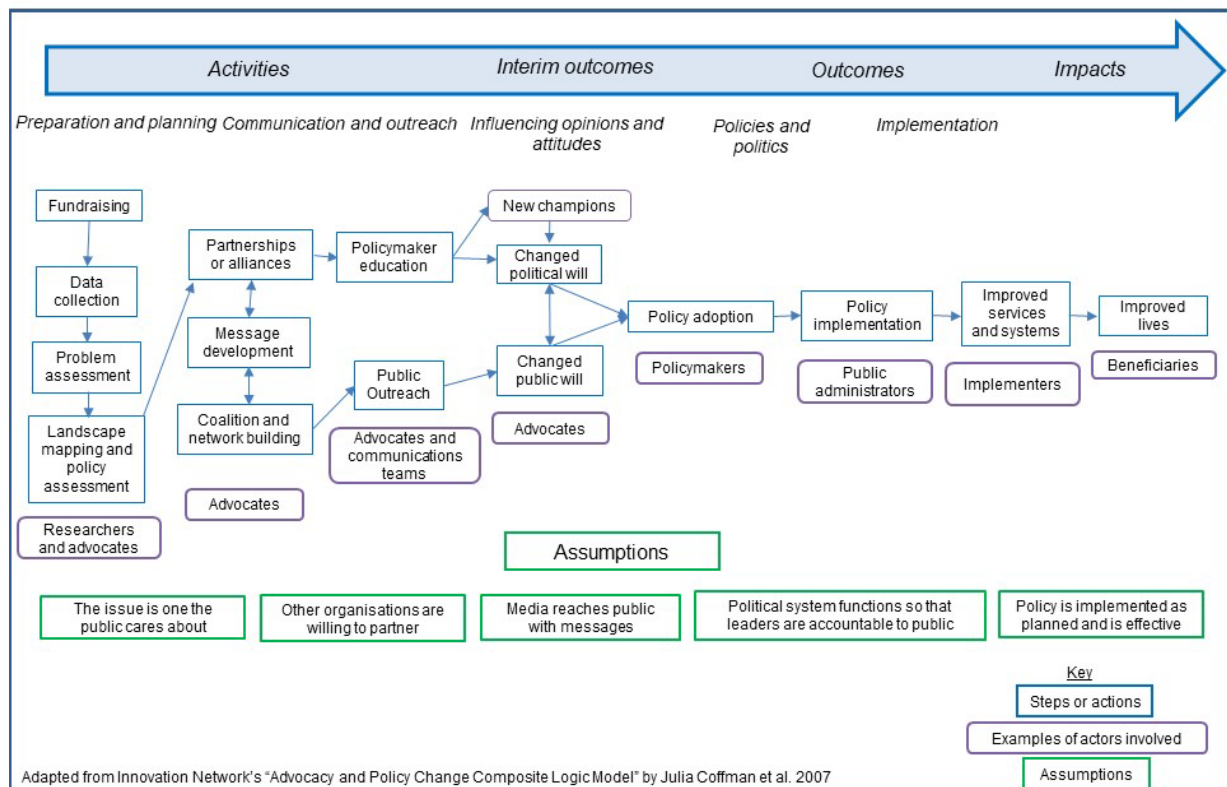 Activities
Interim outcomes
Outcomes
Impacts
Preparation and planning
Communication and outreach
Influencing opinions and
attitudes
Policies and
politics
Implementation
Fundraising
Data
collection
Problem
assessment
Landscape
mapping and
policy
assessment
Researchers
and advocates
Partnerships
or alliances
Message
development
Coalition and
network building
Advocates
Policymaker
education
Public
Outreach
Advocates and
communications
teams
New champions
Changed
political will
Changed
public will
Advocates
Policy adoption
Policymakers
Policy
implementation
Public
administrators
Improved
services
and systems
Implementers
Improved
lives
Beneficiaries
Assumptions
The issue is one the
public cares about
Other organisations are
willing to partner
Media reaches public
with messages
Political system functions so that
leaders are accountable to public
Policy is implemented as
planned and is effective
Key
Steps or actions
Examples of actors involved
Assumptions
Adapted from Innovation Network's “Advocacy and Policy Change Composite Logic Model” by Julia Coffman et al. 2007